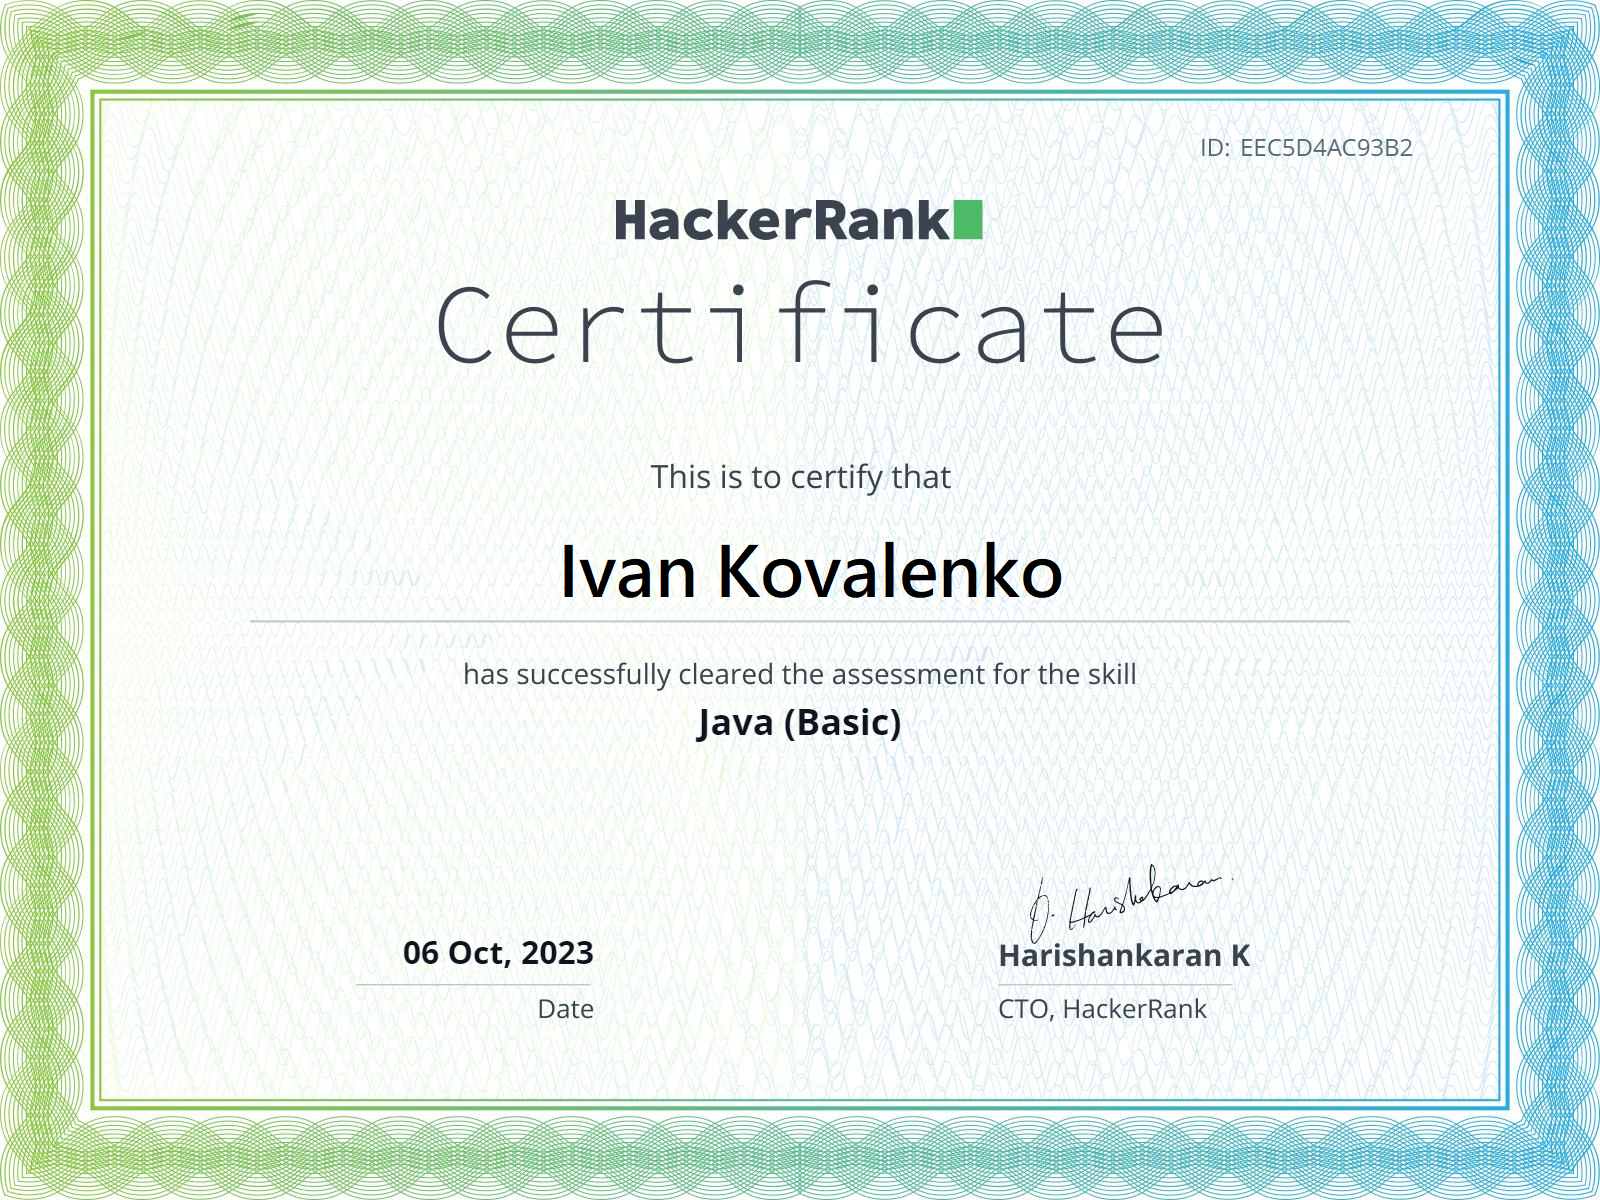 ID: EEC5D4AC93B2
HackerRank
Certificate
This is to certify that
Ivan Kovalenko
has successfully cleared the assessment for the skill
Java (Basic)
06 Oct, 2023
Date
Harishankaran K
CTO, HackerRank